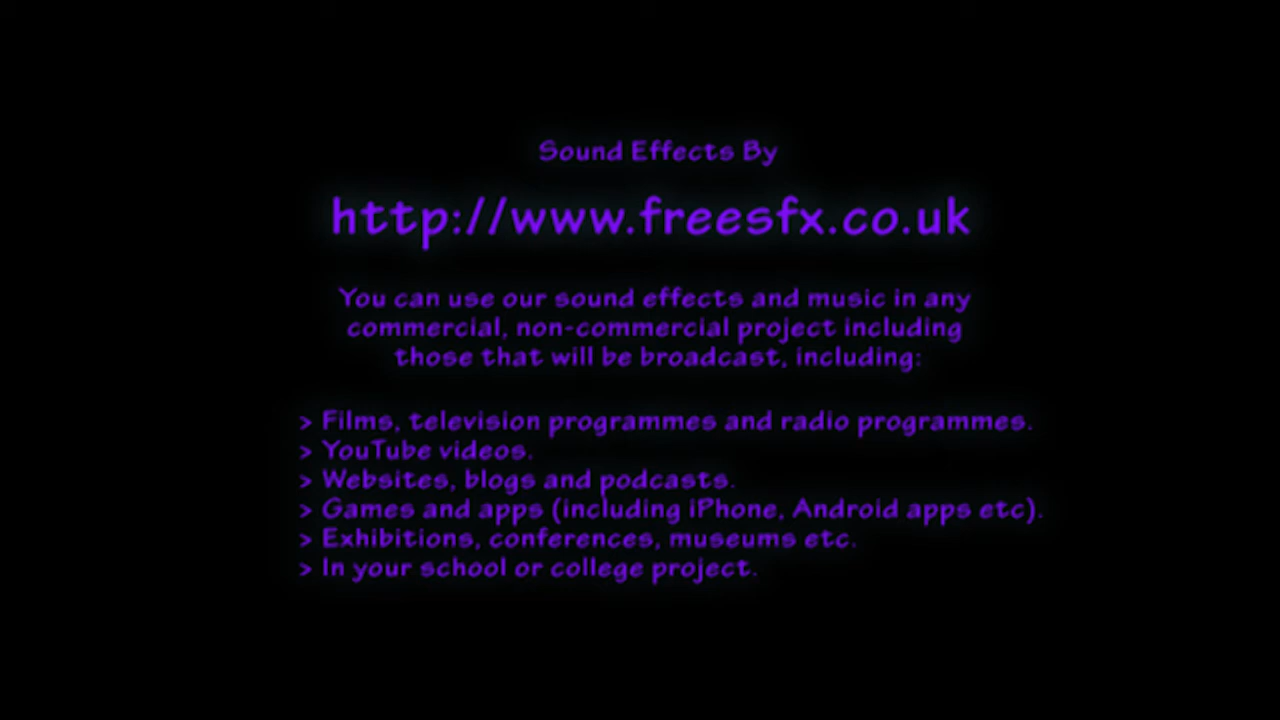 Sound Effects By
http://www.freesfx.co.uk
You can use our sound effects and music in any
commercial, non-commercial project including
those that will be broadcast, including:
> Films, television programmes and radio programmes.
> YouTube videos.
> Websites, blogs and podcasts.
> Games and apps (including iPhone, Android apps etc).
> Exhibitions, conferences, museums etc.
> In your school or college project.